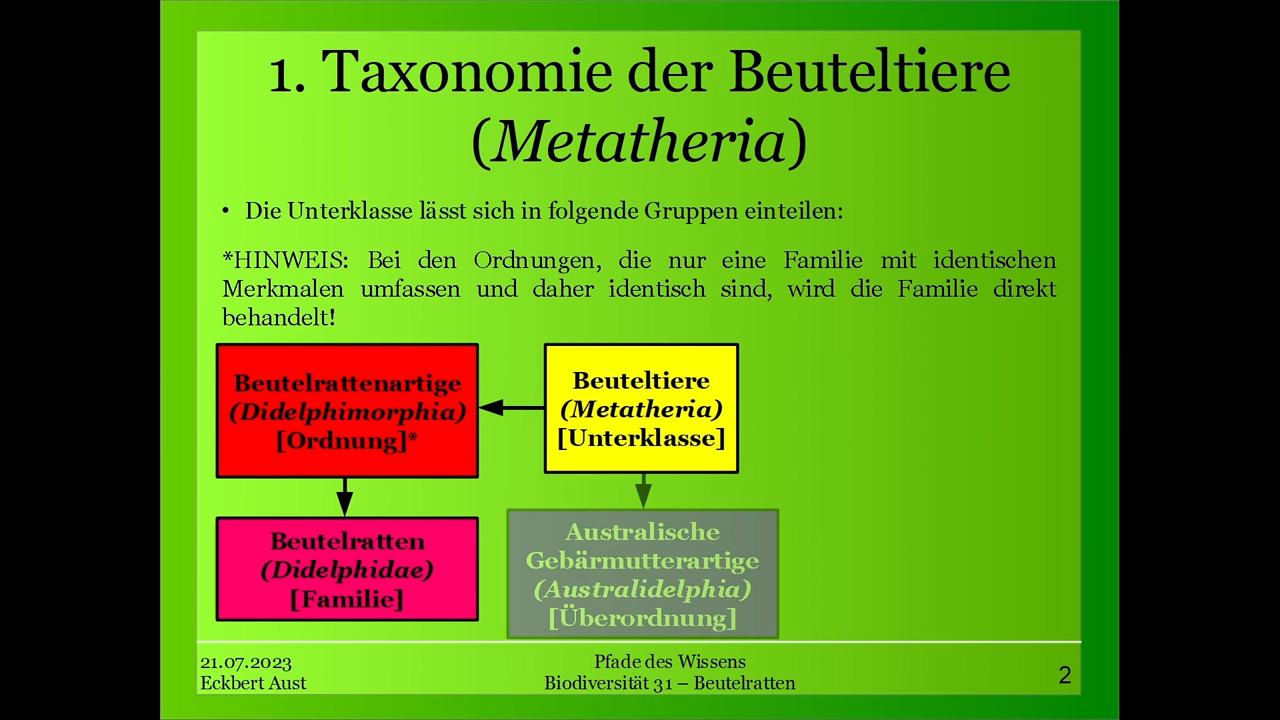 1. Taxonomie der Beuteltiere
(Metatheria)
• Die Unterklasse lässt sich in folgende Gruppen einteilen:
*HINWEIS: Bei den Ordnungen, die nur eine Familie mit identischen
Merkmalen umfassen und daher identisch sind, wird die Familie direkt
behandelt!
Beutelrattenartige
(Didelphimorphia)
[Ordnung]*
Beuteltiere
(Metatheria)
[Unterklasse]
Beutelratten
(Didelphidae)
[Familie]
Australische
Gebärmutterartige
(Australidelphia)
[Überordnung]
21.07.2023
Eckbert Aust
Pfade des Wissens
Biodiversität 31 – Beutelratten
2